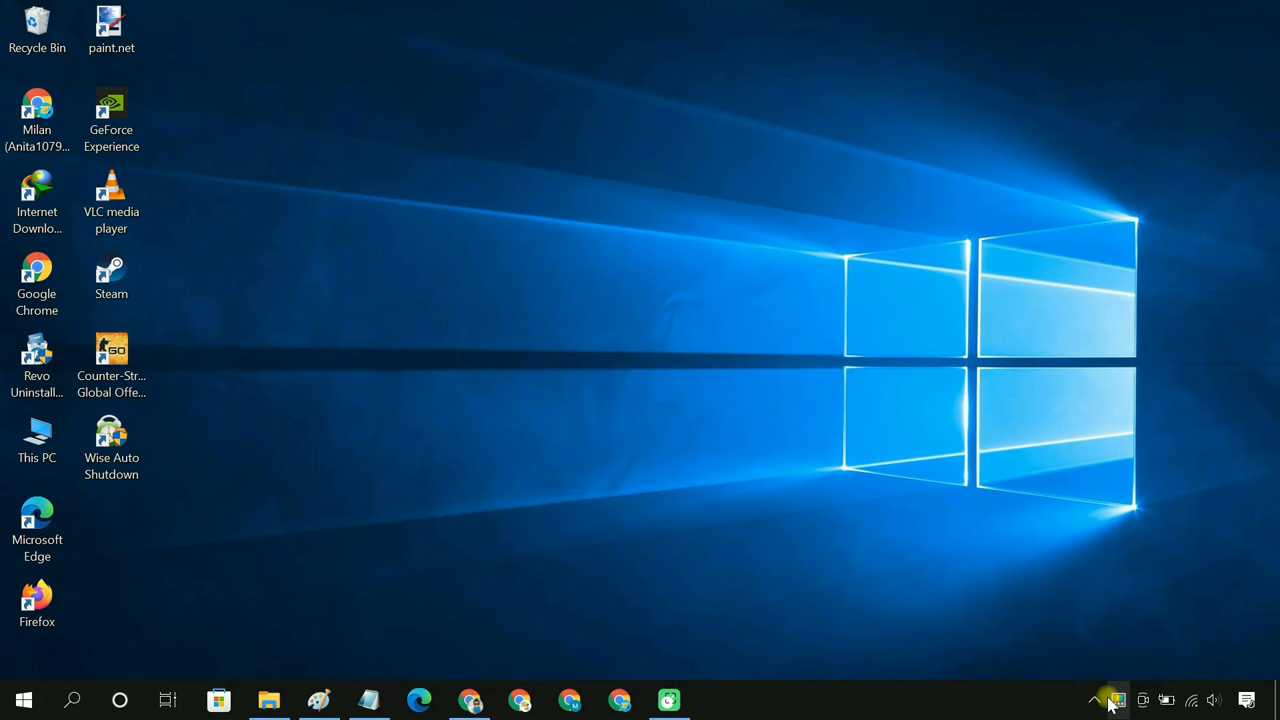 Recycle Bin
paint.net
Milan
(Anita1079...
GeForce
Experience
Internet
Downlo...
VLC media
player
Google
Chrome
Steam
Revo
Uninstall...
GO
Counter-Str...
Global Offe...
This PC
Wise Auto
Shutdown
Microsoft
Edge
Firefox